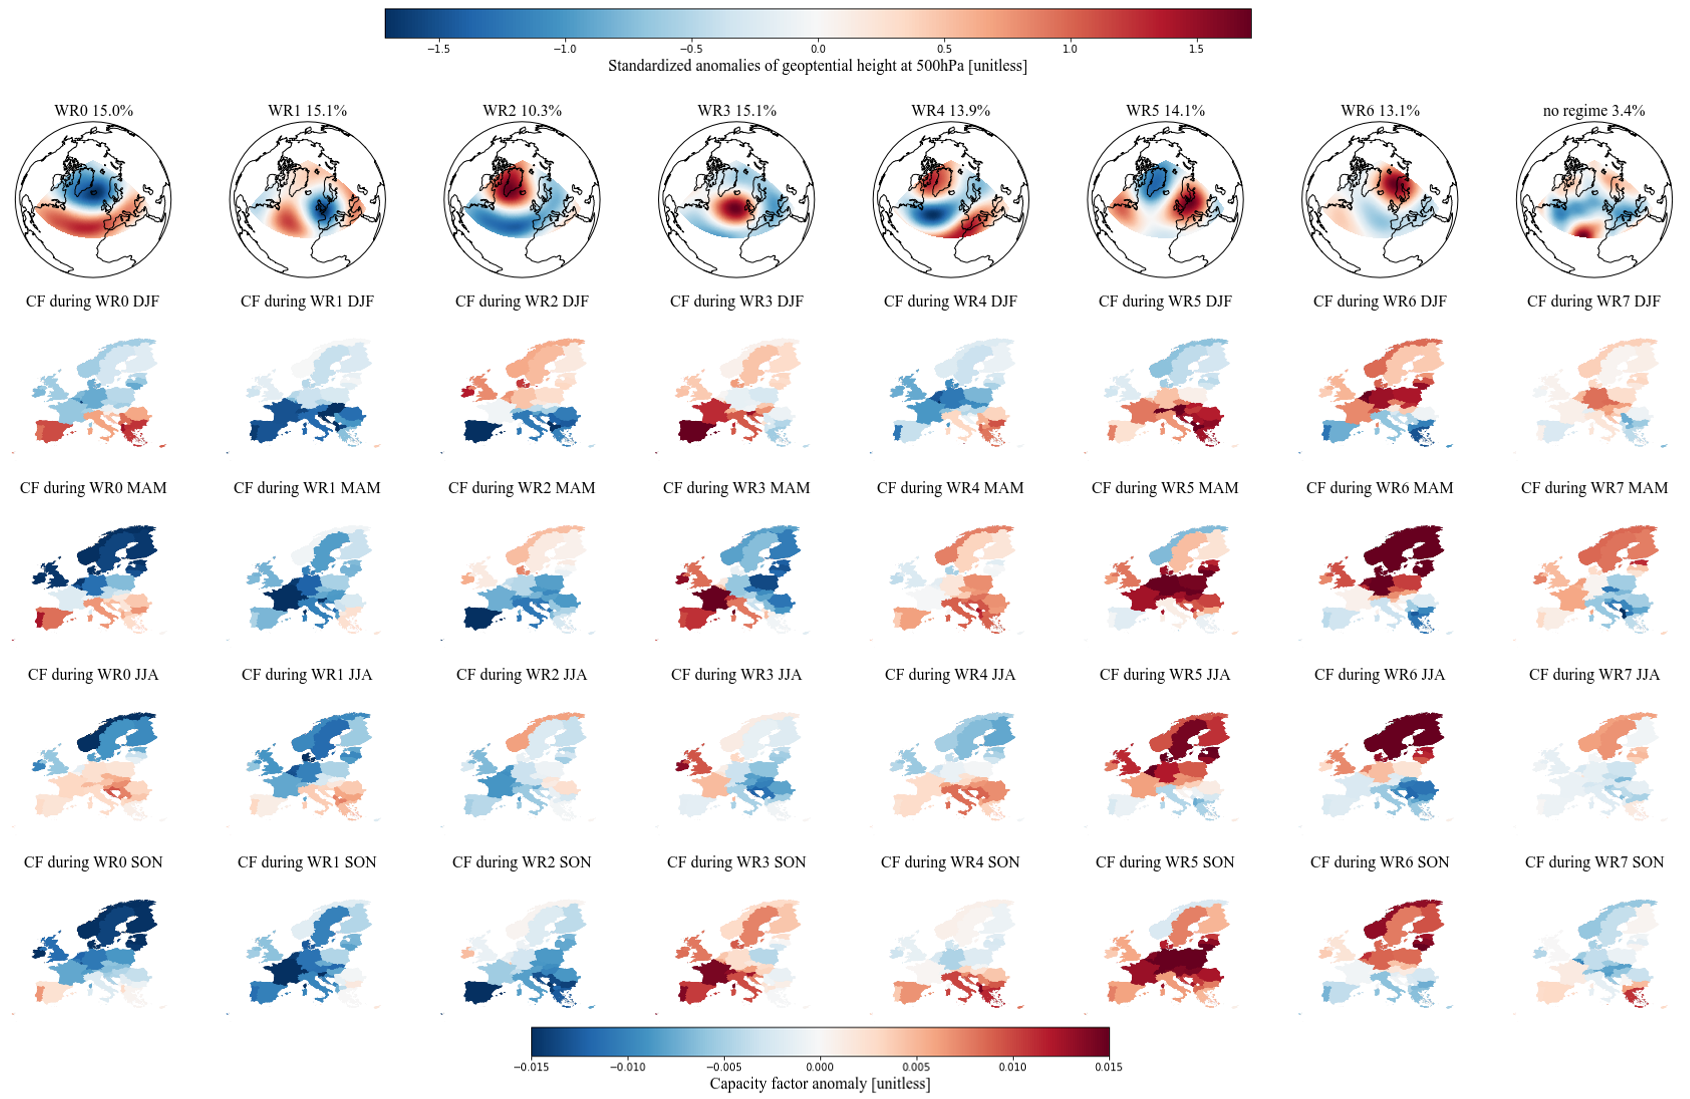 −1.5 −1.0 −0.5 0.0 0.5 1.0 1.5
Standardized anomalies of geoptential height at 500hPa [unitless]
WR0 15.0% WR1 15.1% WR2 10.3% WR3 15.1% WR4 13.9% WR5 14.1% WR6 13.1% no regime 3.4%
CF during WR0 DJF CF during WR1 DJF CF during WR2 DJF CF during WR3 DJF CF during WR4 DJF CF during WR5 DJF CF during WR6 DJF CF during WR7 DJF
CF during WR0 MAM CF during WR1 MAM CF during WR2 MAM CF during WR3 MAM CF during WR4 MAM CF during WR5 MAM CF during WR6 MAM CF during WR7 MAM
CF during WR0 JJA CF during WR1 JJA CF during WR2 JJA CF during WR3 JJA CF during WR4 JJA CF during WR5 JJA CF during WR6 JJA CF during WR7 JJA
CF during WR0 SON CF during WR1 SON CF during WR2 SON CF during WR3 SON CF during WR4 SON CF during WR5 SON CF during WR6 SON CF during WR7 SON
−0.015 −0.010 −0.005 0.000 0.005 0.010 0.015
Capacity factor anomaly [unitless]